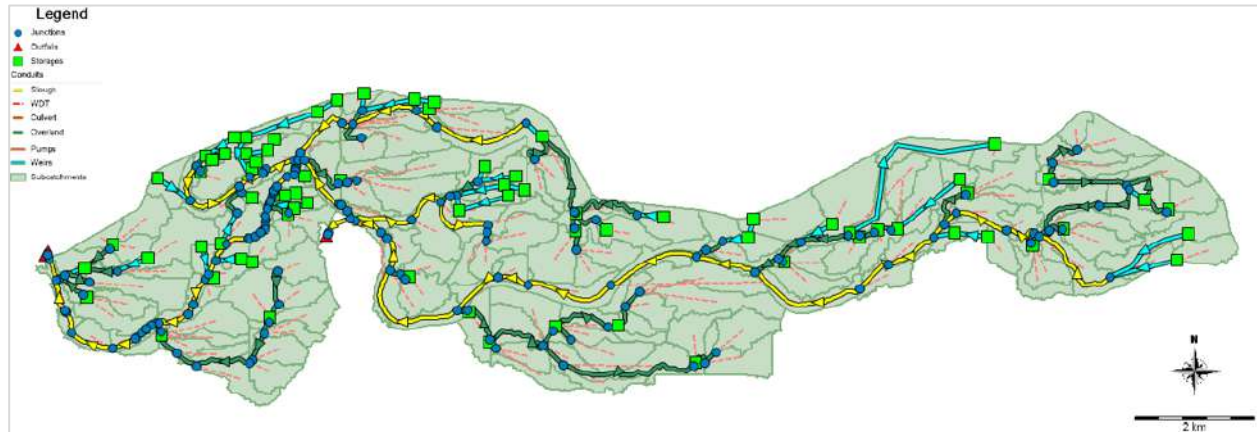 Legend
Junctions
Outfalls
Storages
Conduits
Slough
WDT
Culvert
Overland
Pumps
Weirs
Subcatchments
N
2 km